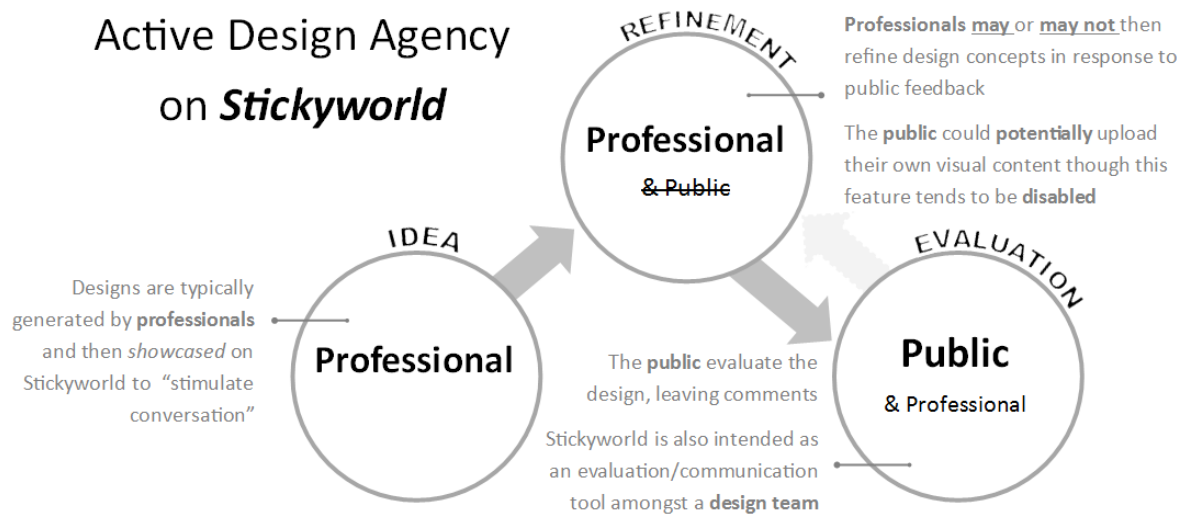 Active Design Agency
on Stickyworld
REFINEMENT
Professional
& Public
Professionals may or may not then
refine design concepts in response to
public feedback
The public could potentially upload
their own visual content though this
feature tends to be disabled
IDEA
Professional
Designs are typically
generated by professionals
and then showcased on
Stickyworld to “stimulate
conversation”
EVALUATION
Public
& Professional
The public evaluate the
design, leaving comments
Stickyworld is also intended as
an evaluation/communication
tool amongst a design team